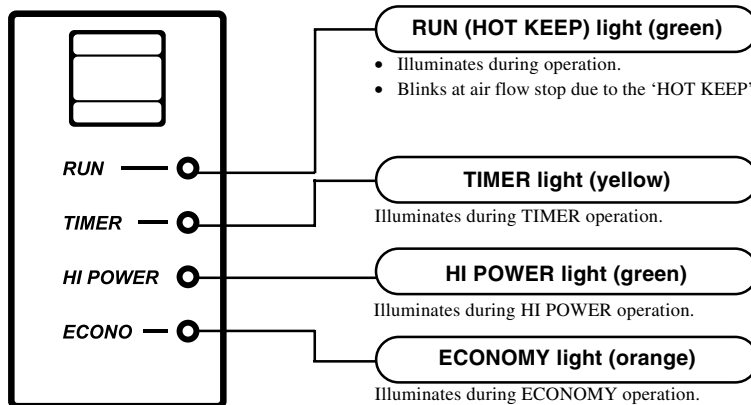 RUN (HOT KEEP) light (green)
• Illuminates during operation.
• Blinks at air flow stop due to the ‘HOT KEEP’
RUN
TIMER light (yellow)
TIMER
Illuminates during TIMER operation.
HI POWER
HI POWER light (green)
Illuminates during HI POWER operation.
ECONO
ECONOMY light (orange)
Illuminates during ECONOMY operation.